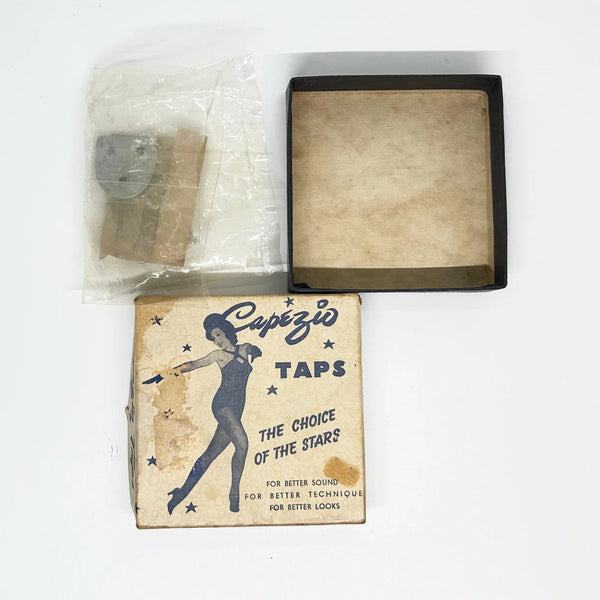 Capezio
TAPS
THE CHOICE
OF THE STARS
FOR BETTER SOUND
FOR BETTER TECHNIQUE
FOR BETTER LOOKS